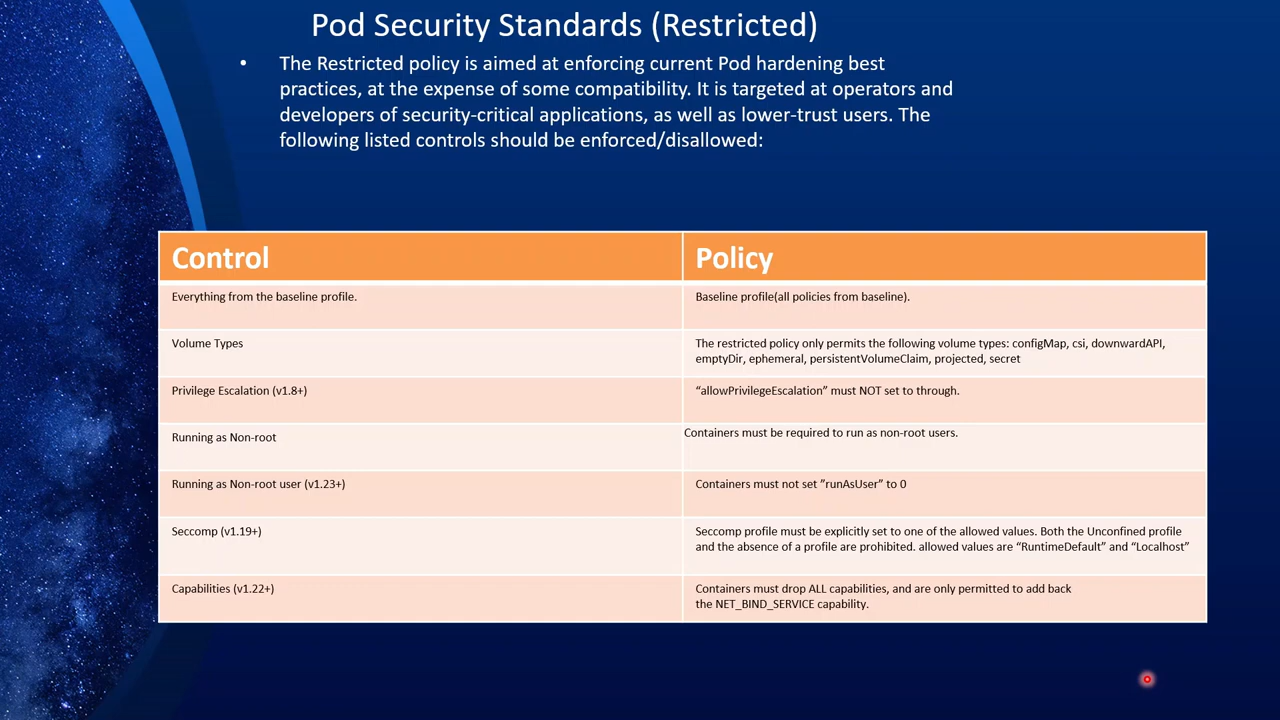 Pod Security Standards (Restricted)
• The Restricted policy is aimed at enforcing current Pod hardening best
practices, at the expense of some compatibility. It is targeted at operators and
developers of security-critical applications, as well as lower-trust users. The
following listed controls should be enforced/disallowed:
Control
Policy
Everything from the baseline profile.
Baseline profile(all policies from baseline).
Volume Types
The restricted policy only permits the following volume types: configMap, csi, downwardAPI,
emptyDir, ephemeral, persistentVolumeClaim, projected, secret
Privilege Escalation (v1.8+)
“allowPrivilegeEscalation” must NOT set to through.
Running as Non-root
Containers must be required to run as non-root users.
Running as Non-root user (v1.23+)
Containers must not set ”runAsUser” to 0
Seccomp (v1.19+)
Seccomp profile must be explicitly set to one of the allowed values. Both the Unconfined profile
and the absence of a profile are prohibited. allowed values are “RuntimeDefault” and “Localhost”
Capabilities (v1.22+)
Containers must drop ALL capabilities, and are only permitted to add back
the NET_BIND_SERVICE capability.